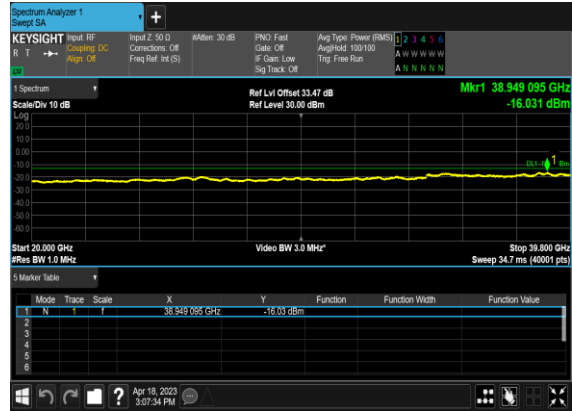 Spectrum Analyzer 1
Swept SA
+
KEYSIGHT Input: RF Input Z: 50 Ω #Atten: 30 dB PNO: Fast Avg Type: Power (RMS) 1 2 3 4 5 6
R T Coupling: DC Corrections: Off Gate: Off Avg|Hold: 100/100 A W W W W W
Align: Off Freq Ref: Int (S) IF Gain: Low Trig: Free Run
Sig Track: Off A N N N N N
1 Spectrum Ref Lvl Offset 33.47 dB Mkr1 38.949 095 GHz
Scale/Div 10 dB Ref Level 30.00 dBm -16.031 dBm
Log
20.0
10.0
0.00
-10.0
1
-20.0
-30.0
-40.0
-50.0
-60.0
Start 20.000 GHz Video BW 3.0 MHz* Stop 39.800 GHz
#Res BW 1.0 MHz Sweep 34.7 ms (40001 pts)
5 Marker Table
Mode Trace Scale X Y Function Function Width Function Value
1 N 1 f 38.949 095 GHz -16.03 dBm
2
3
4
5
6
? Apr 18, 2023
3:07:34 PM